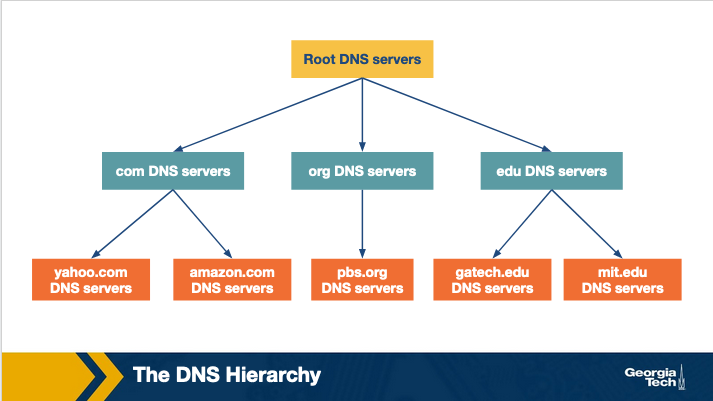 Root DNS servers
com DNS servers
org DNS servers
edu DNS servers
yahoo.com
DNS servers
amazon.com
DNS servers
pbs.org
DNS servers
gatech.edu
DNS servers
mit.edu
DNS servers
The DNS Hierarchy
Georgia
Tech